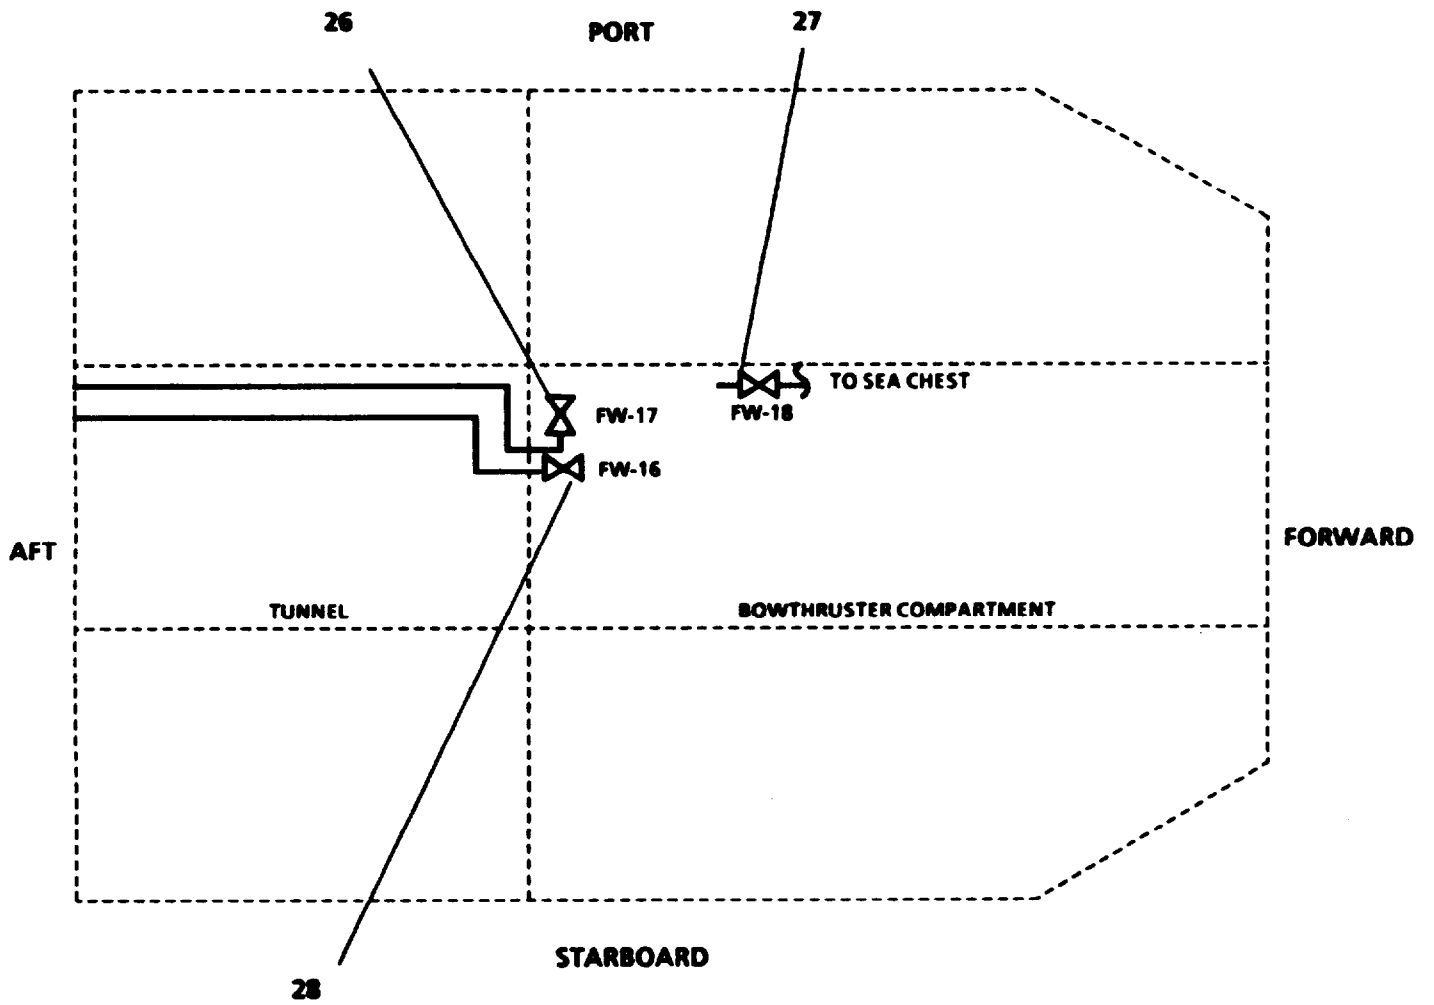 26
PORT
27
TO SEA CHEST
FW-17
FW-18
FW-16
AFT
FORWARD
TUNNEL
BOWTHRUSTER COMPARTMENT
STARBOARD
28